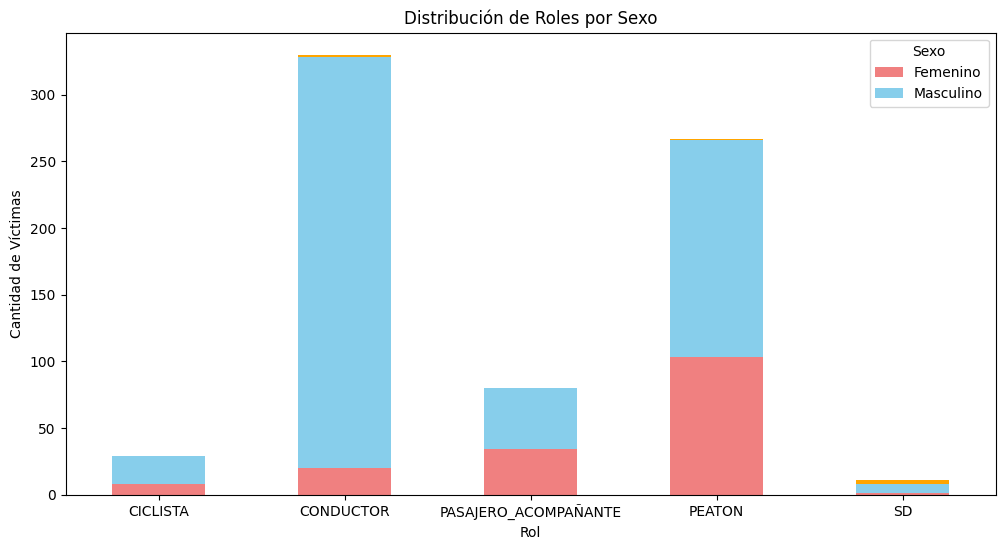 Distribución de Roles por Sexo
Sexo
Femenino
Masculino
Cantidad de Víctimas
300
250
200
150
100
50
0
CICLISTA CONDUCTOR PASAJERO_ACOMPAÑANTE PEATON SD
Rol